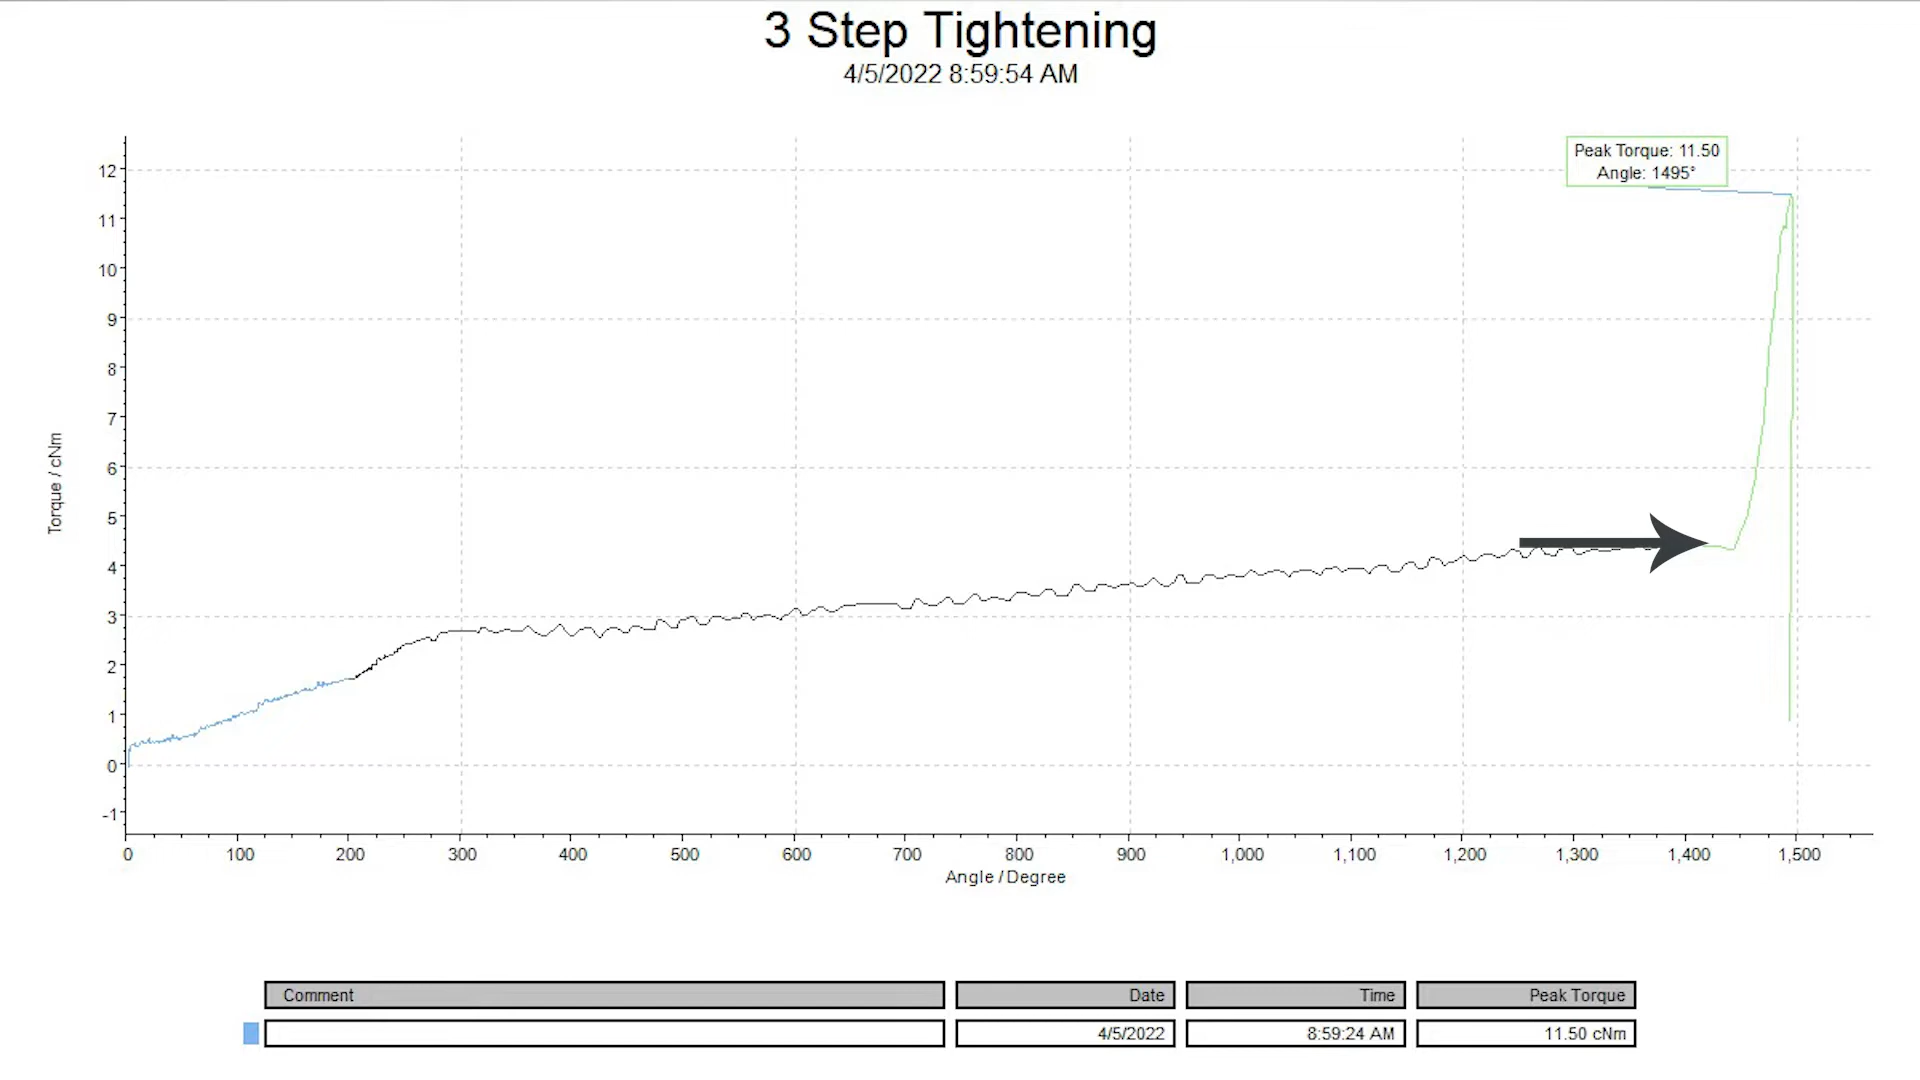 3 Step Tightening
4/5/2022 8:59:54 AM
Peak Torque: 11.50
Angle: 1495°
12
11
10
9
8
7
6
5
4
3
2
1
0
-1
Torque / cNm
0 100 200 300 400 500 600 700 800 900 1,000 1,100 1,200 1,300 1,400 1,500
Angle / Degree
Comment Date Time Peak Torque
4/5/2022 8:59:24 AM 11.50 cNm